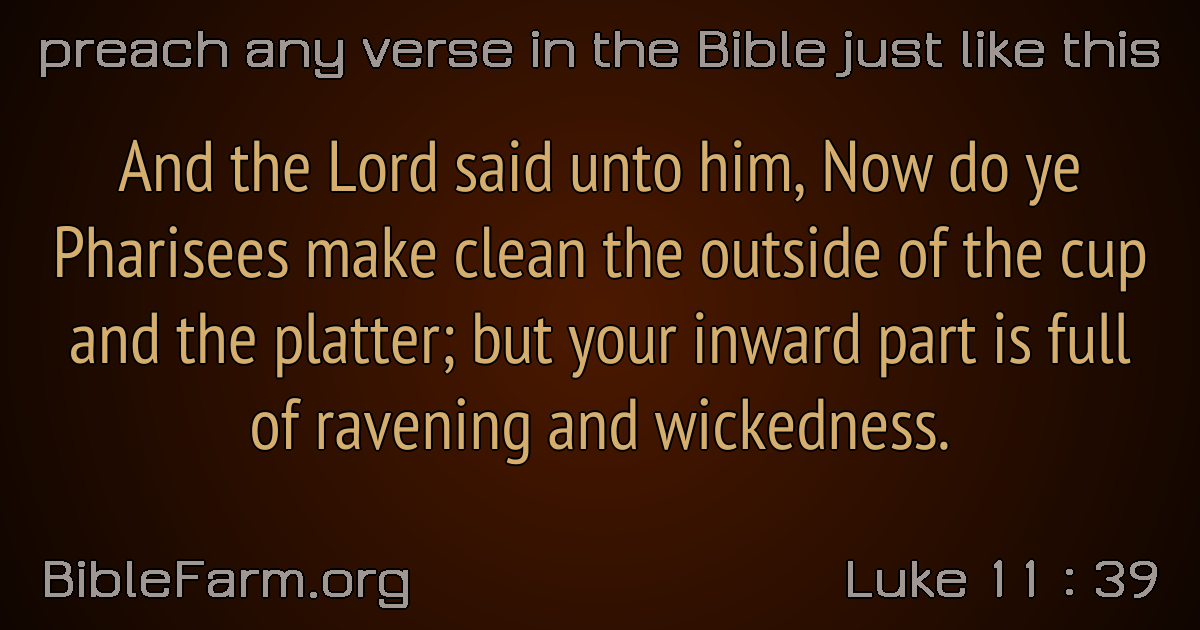 preach any verse in the Bible just like this
And the Lord said unto him, Now do ye
Pharisees make clean the outside of the cup
and the platter; but your inward part is full
of ravening and wickedness.
BibleFarm.org
Luke 11 : 39